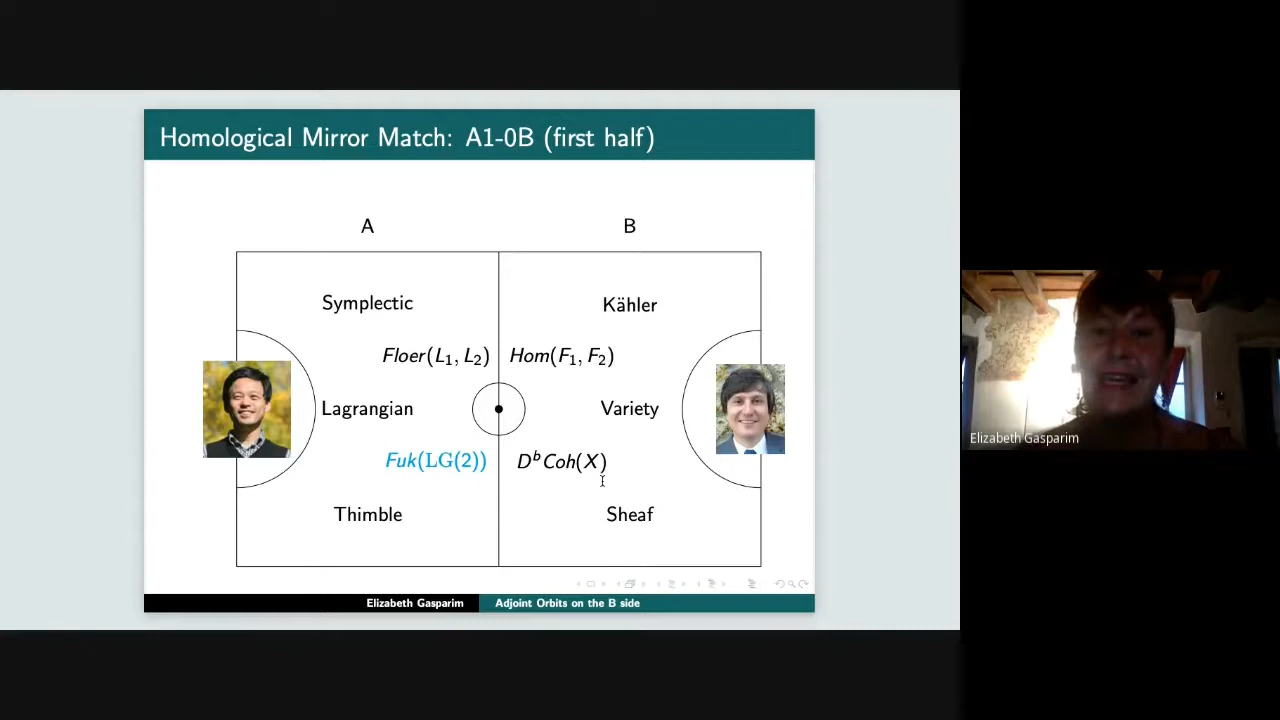 Homological Mirror Match: A1-0B (first half)
A B
Symplectic Kähler
Floer(L₁, L₂) Hom(F₁, F₂)
Lagrangian Variety
Fuk(LG(2)) DᵇCoh(X)
Thimble Sheaf
Elizabeth Gasparim Adjoint Orbits on the B side
Elizabeth Gasparim